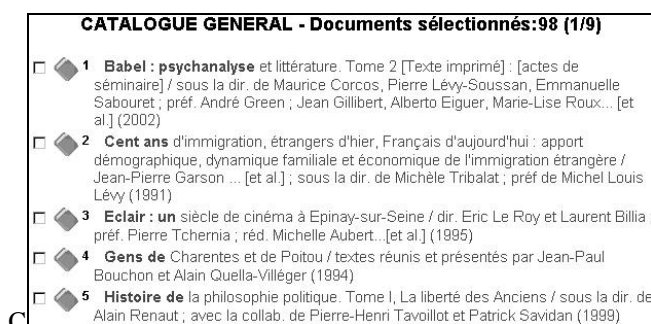 CATALOGUE GENERAL - Documents sélectionnés:98 (1/9)
1 Babel : psychanalyse et littérature. Tome 2 [Texte imprimé] : [actes de
séminaire] / sous la dir. de Maurice Corcos, Pierre Lévy-Soussan, Emmanuelle
Sabouret ; préf. André Green ; Jean Gillibert, Alberto Eiguer, Marie-Lise Roux... [et
al.] (2002)
2 Cent ans d'immigration, étrangers d'hier, Français d'aujourd'hui : apport
démographique, dynamique familiale et économique de l'immigration étrangère /
Jean-Pierre Garson ... [et al.] ; sous la dir. de Michèle Tribalat ; préf de Michel Louis
Lévy (1991)
3 Eclair : un siècle de cinéma à Epinay-sur-Seine / dir. Eric Le Roy et Laurent Billia ;
préf. Pierre Tchernia ; réd. Michelle Aubert...[et al.] (1995)
4 Gens de Charentes et de Poitou / textes réunis et présentés par Jean-Paul
Bouchon et Alain Quella-Villéger (1994)
5 Histoire de la philosophie politique. Tome I, La liberté des Anciens / sous la dir. de
C Alain Renaut ; avec la collab. de Pierre-Henri Tavoillot et Patrick Savidan (1999)